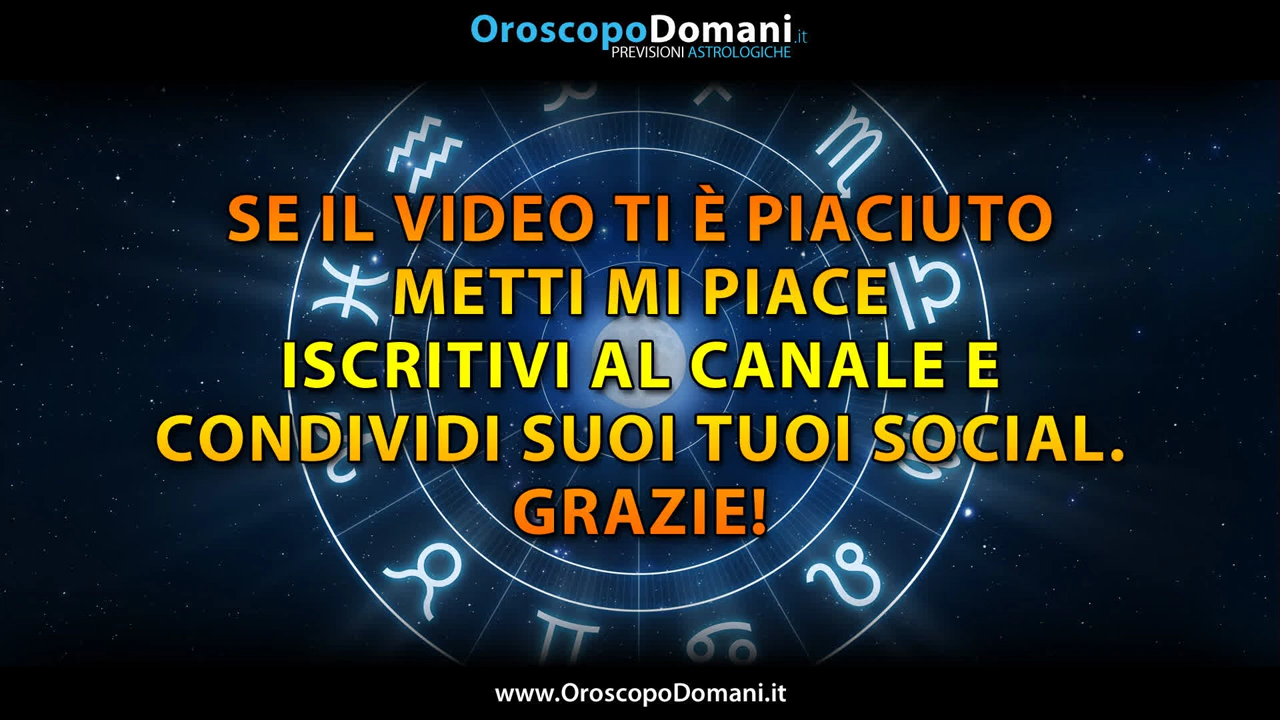 OroscopoDomani.it
PREVISIONI ASTROLOGICHE
SE IL VIDEO TI È PIACIUTO
METTI MI PIACE
ISCRITIVI AL CANALE E
CONDIVIDI SUOI TUOI SOCIAL.
GRAZIE!
www.OroscopoDomani.it